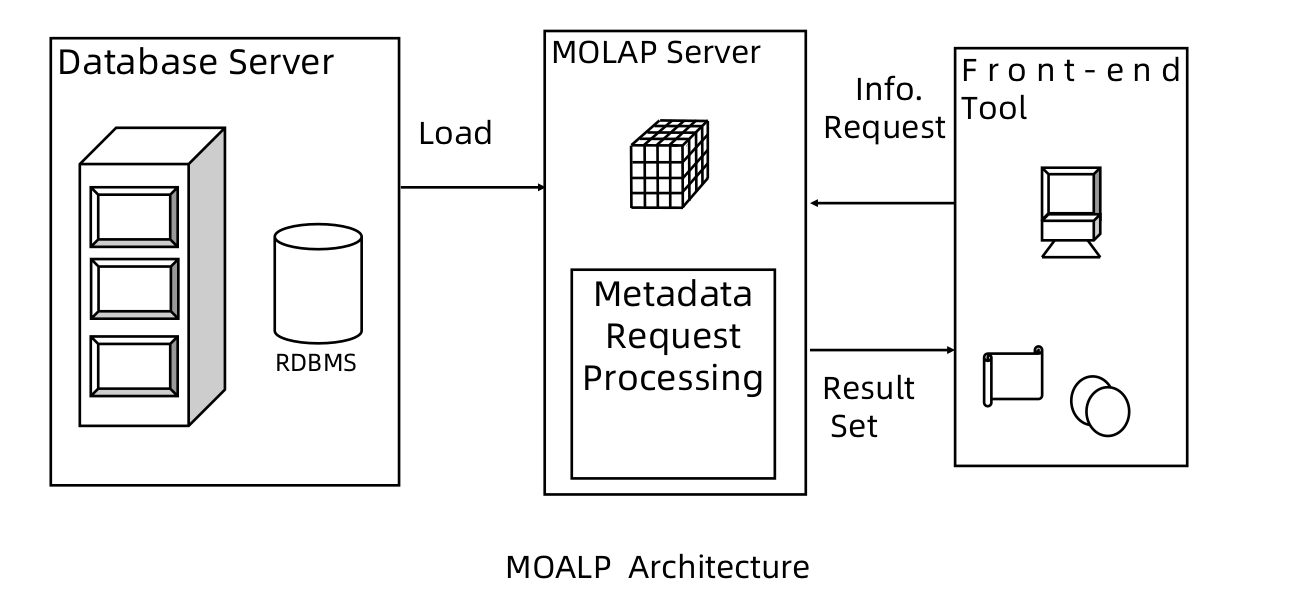 Database Server
RDBMS
Load
MOLAP Server
Metadata
Request
Processing
Info.
Request
Result
Set
Front-end
Tool
MOALP Architecture